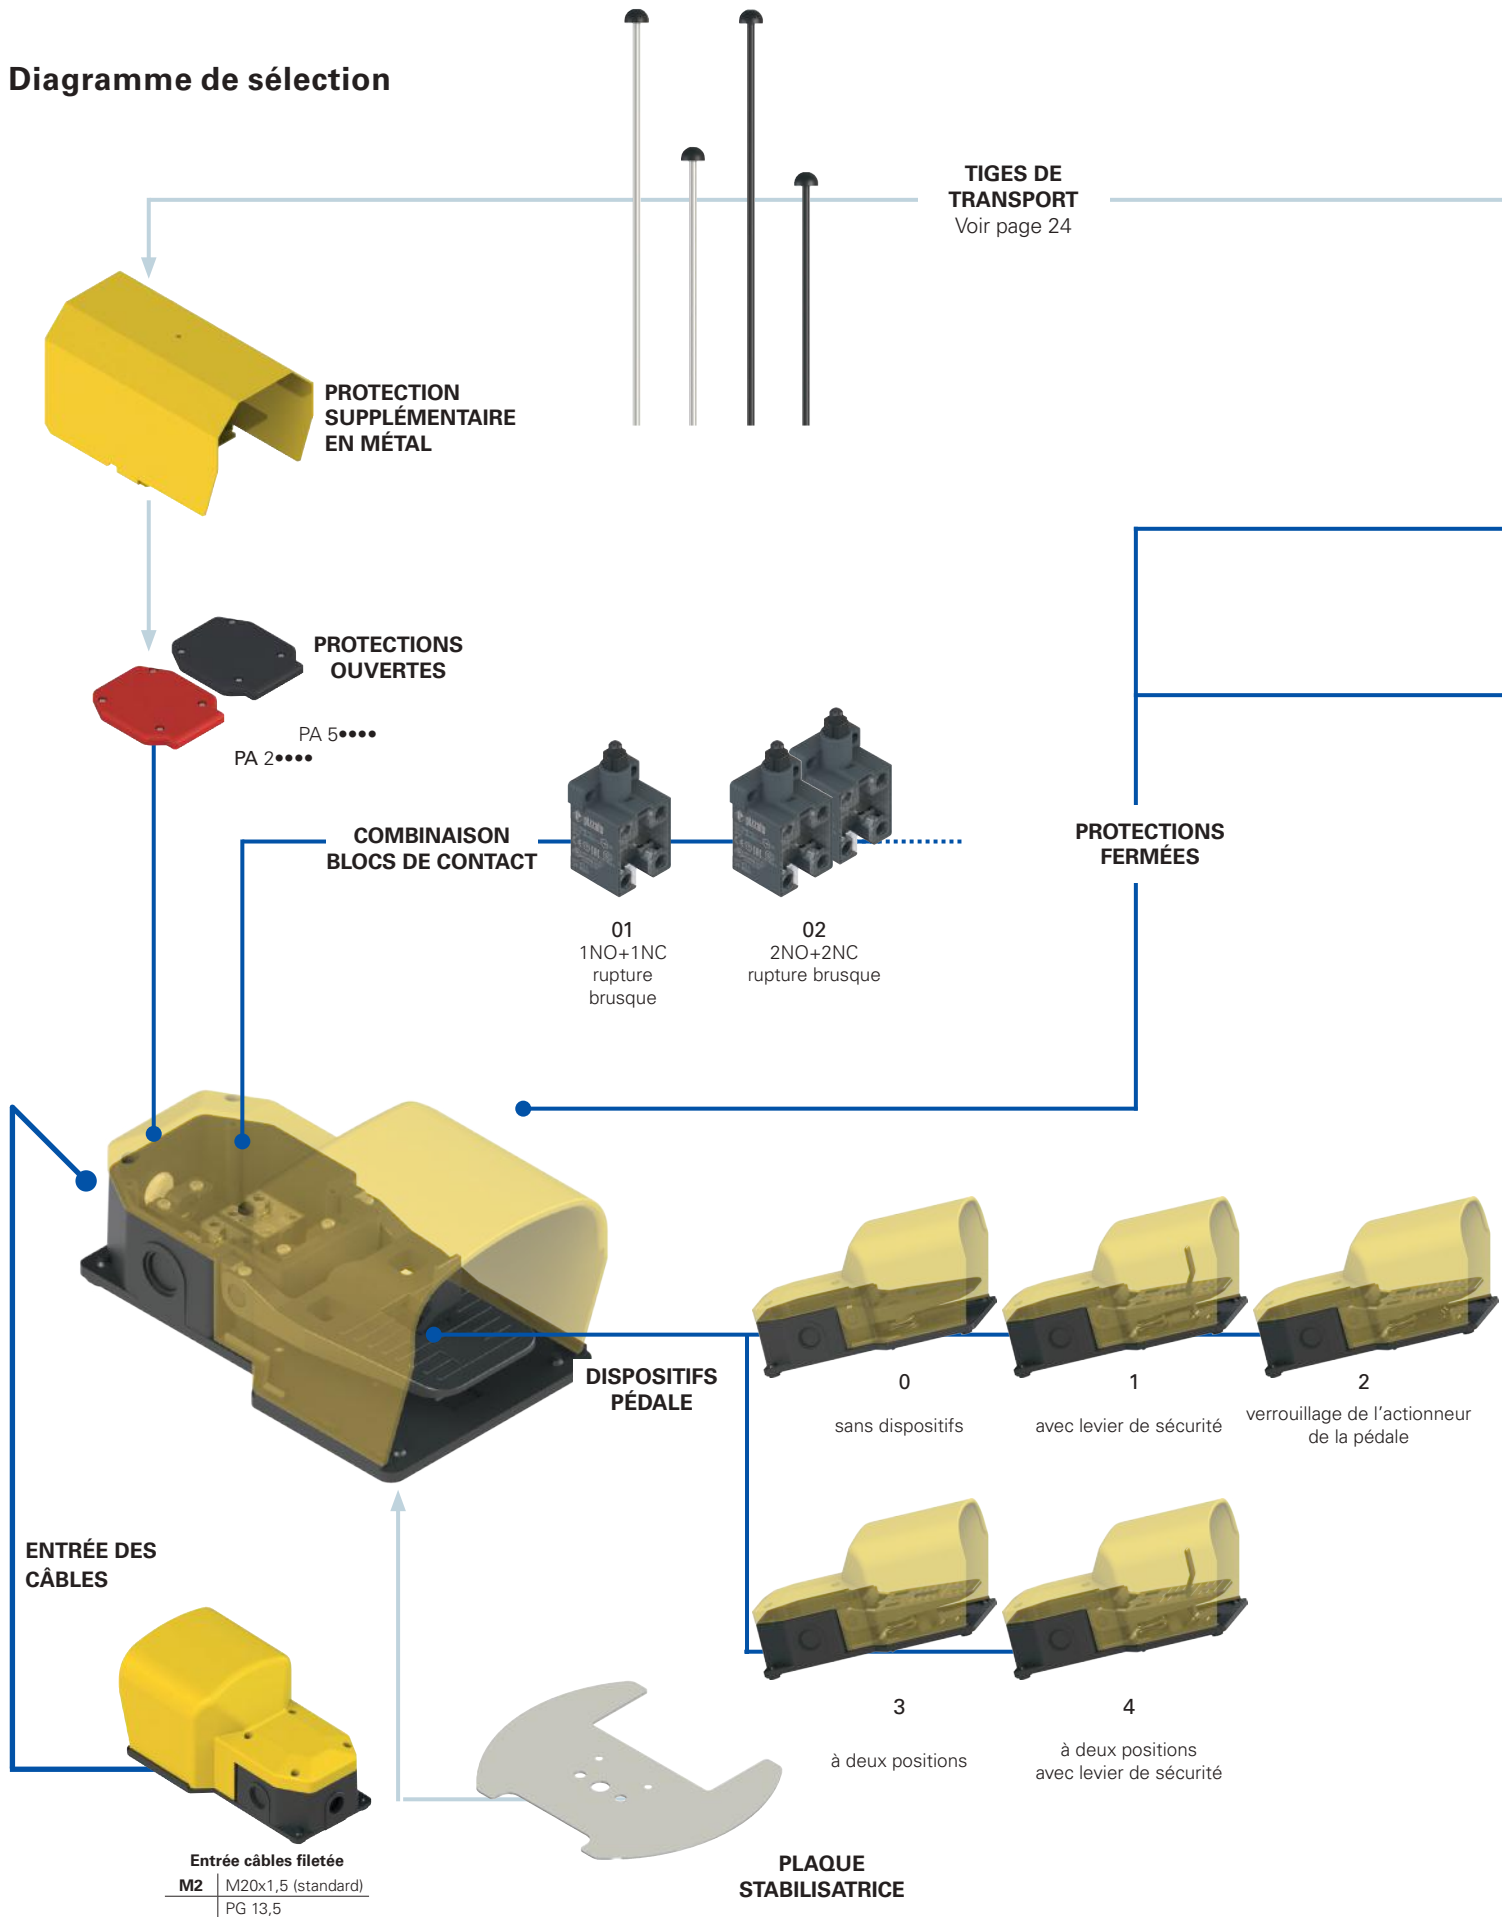 Diagramme de sélection
TIGES DE
TRANSPORT
Voir page 24
PROTECTION
SUPPLÉMENTAIRE
EN MÉTAL
PROTECTIONS
OUVERTES
PA 5••••
PA 2••••
COMBINAISON
BLOCS DE CONTACT
PROTECTIONS
FERMÉES
01
1NO+1NC
rupture
brusque
02
2NO+2NC
rupture brusque
DISPOSITIFS
PÉDALE
0
sans dispositifs
1
avec levier de sécurité
2
verrouillage de l’actionneur
de la pédale
3
à deux positions
4
à deux positions
avec levier de sécurité
ENTRÉE DES
CÂBLES
Entrée câbles filetée
M2 M20x1,5 (standard)
PG 13,5
PLAQUE
STABILISATRICE